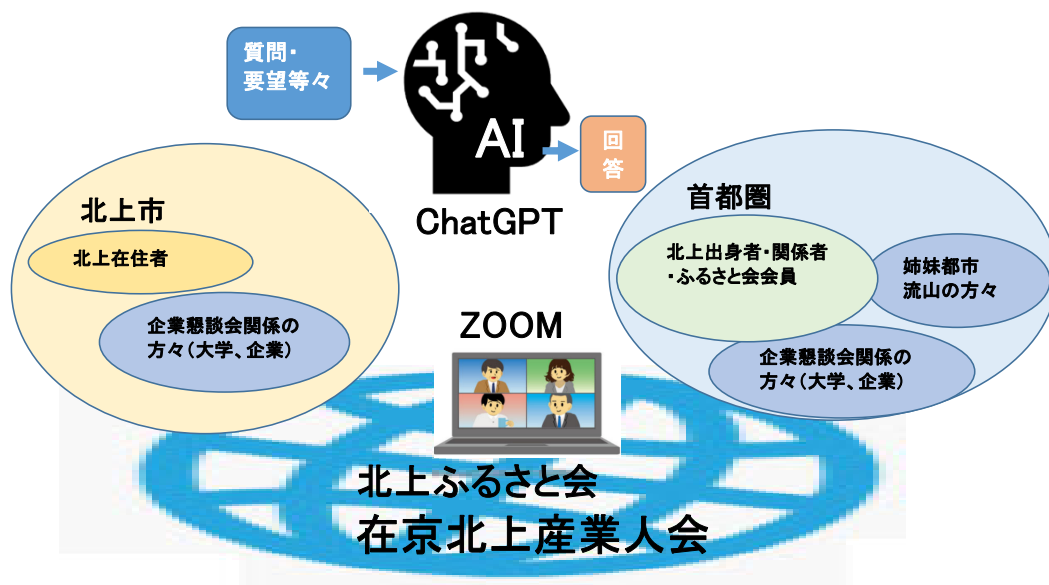 質問・
要望等々
AI
回
答
ChatGPT
北上市
北上在住者
企業懇談会関係の
方々(大学、企業)
首都圏
北上出身者・関係者
・ふるさと会会員
姉妹都市
流山の方々
企業懇談会関係の
方々(大学、企業)
ZOOM
北上ふるさと会
在京北上産業人会